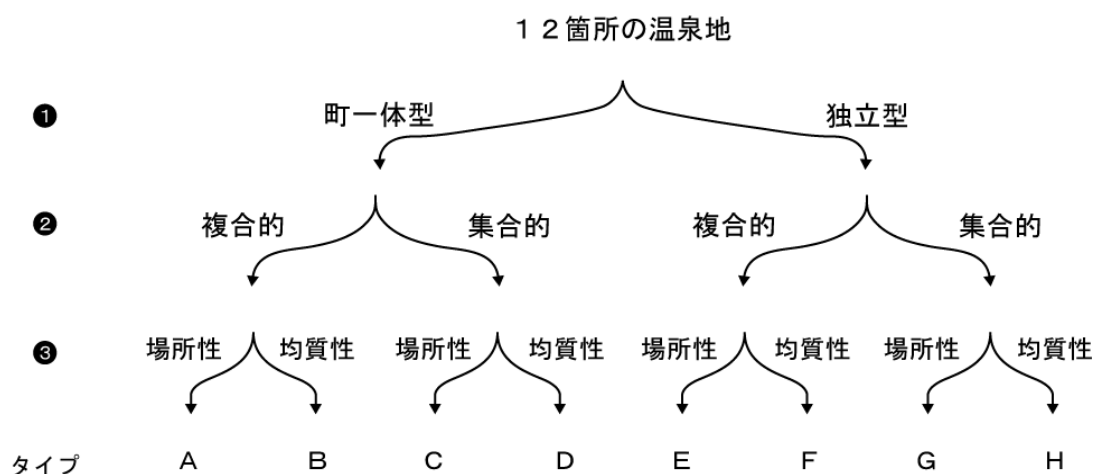 １２箇所の温泉地
❶ 町一体型 独立型
❷ 複合的 集合的 複合的 集合的
❸ 場所性 均質性 場所性 均質性 場所性 均質性 場所性 均質性
タイプ A B C D E F G H